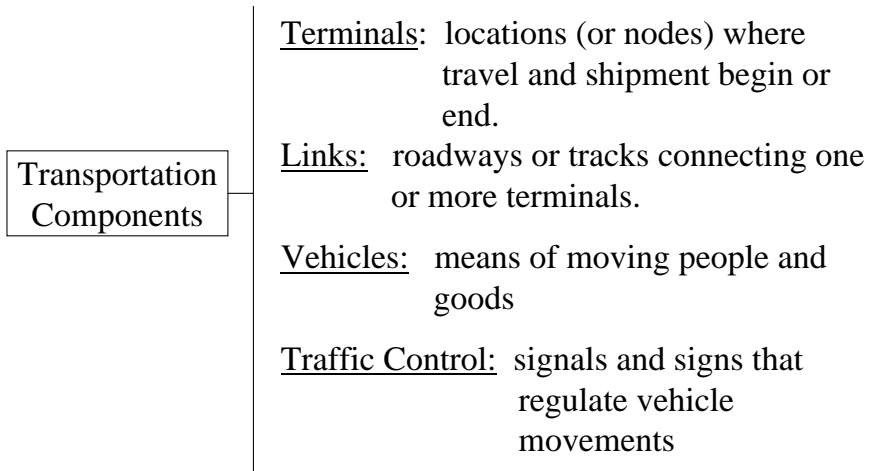 Terminals: locations (or nodes) where
travel and shipment begin or
end.
Links: roadways or tracks connecting one
or more terminals.
Transportation
Components
Vehicles: means of moving people and
goods
Traffic Control: signals and signs that
regulate vehicle
movements